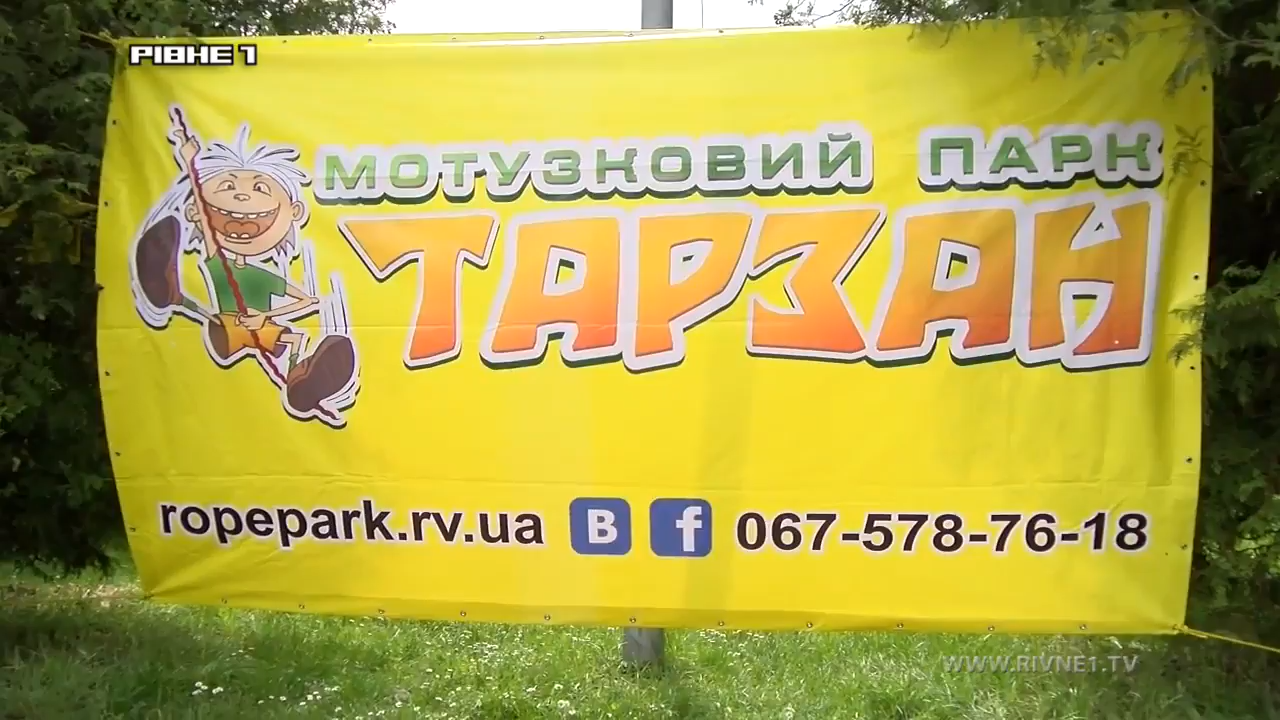 РІВНЕ 1
МОТУЗКОВИЙ ПАРК
ТАРЗАН
ropepark.rv.ua B f 067-578-76-18
WWW.RIVNE1.TV